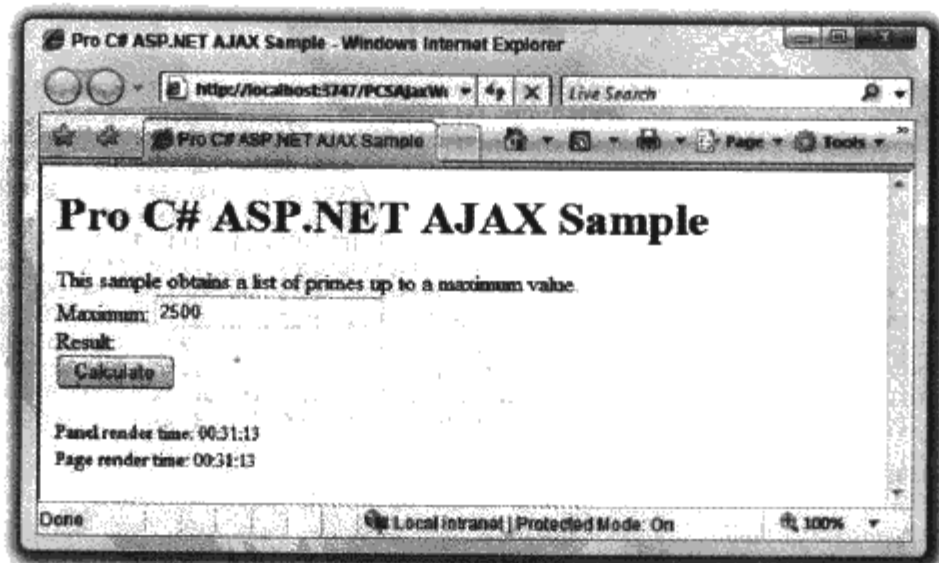 Pro C# ASP.NET AJAX Sample - Windows Internet Explorer
http://localhost:3747/PCSAjaxW Live Search
Pro C# ASP.NET AJAX Sample Page Tools
Pro C# ASP.NET AJAX Sample
This sample obtains a list of primes up to a maximum value.
Maximum: 2500
Result:
Calculate
Panel render time: 00:31:13
Page render time: 00:31:13
Done Local intranet | Protected Mode: On 100%